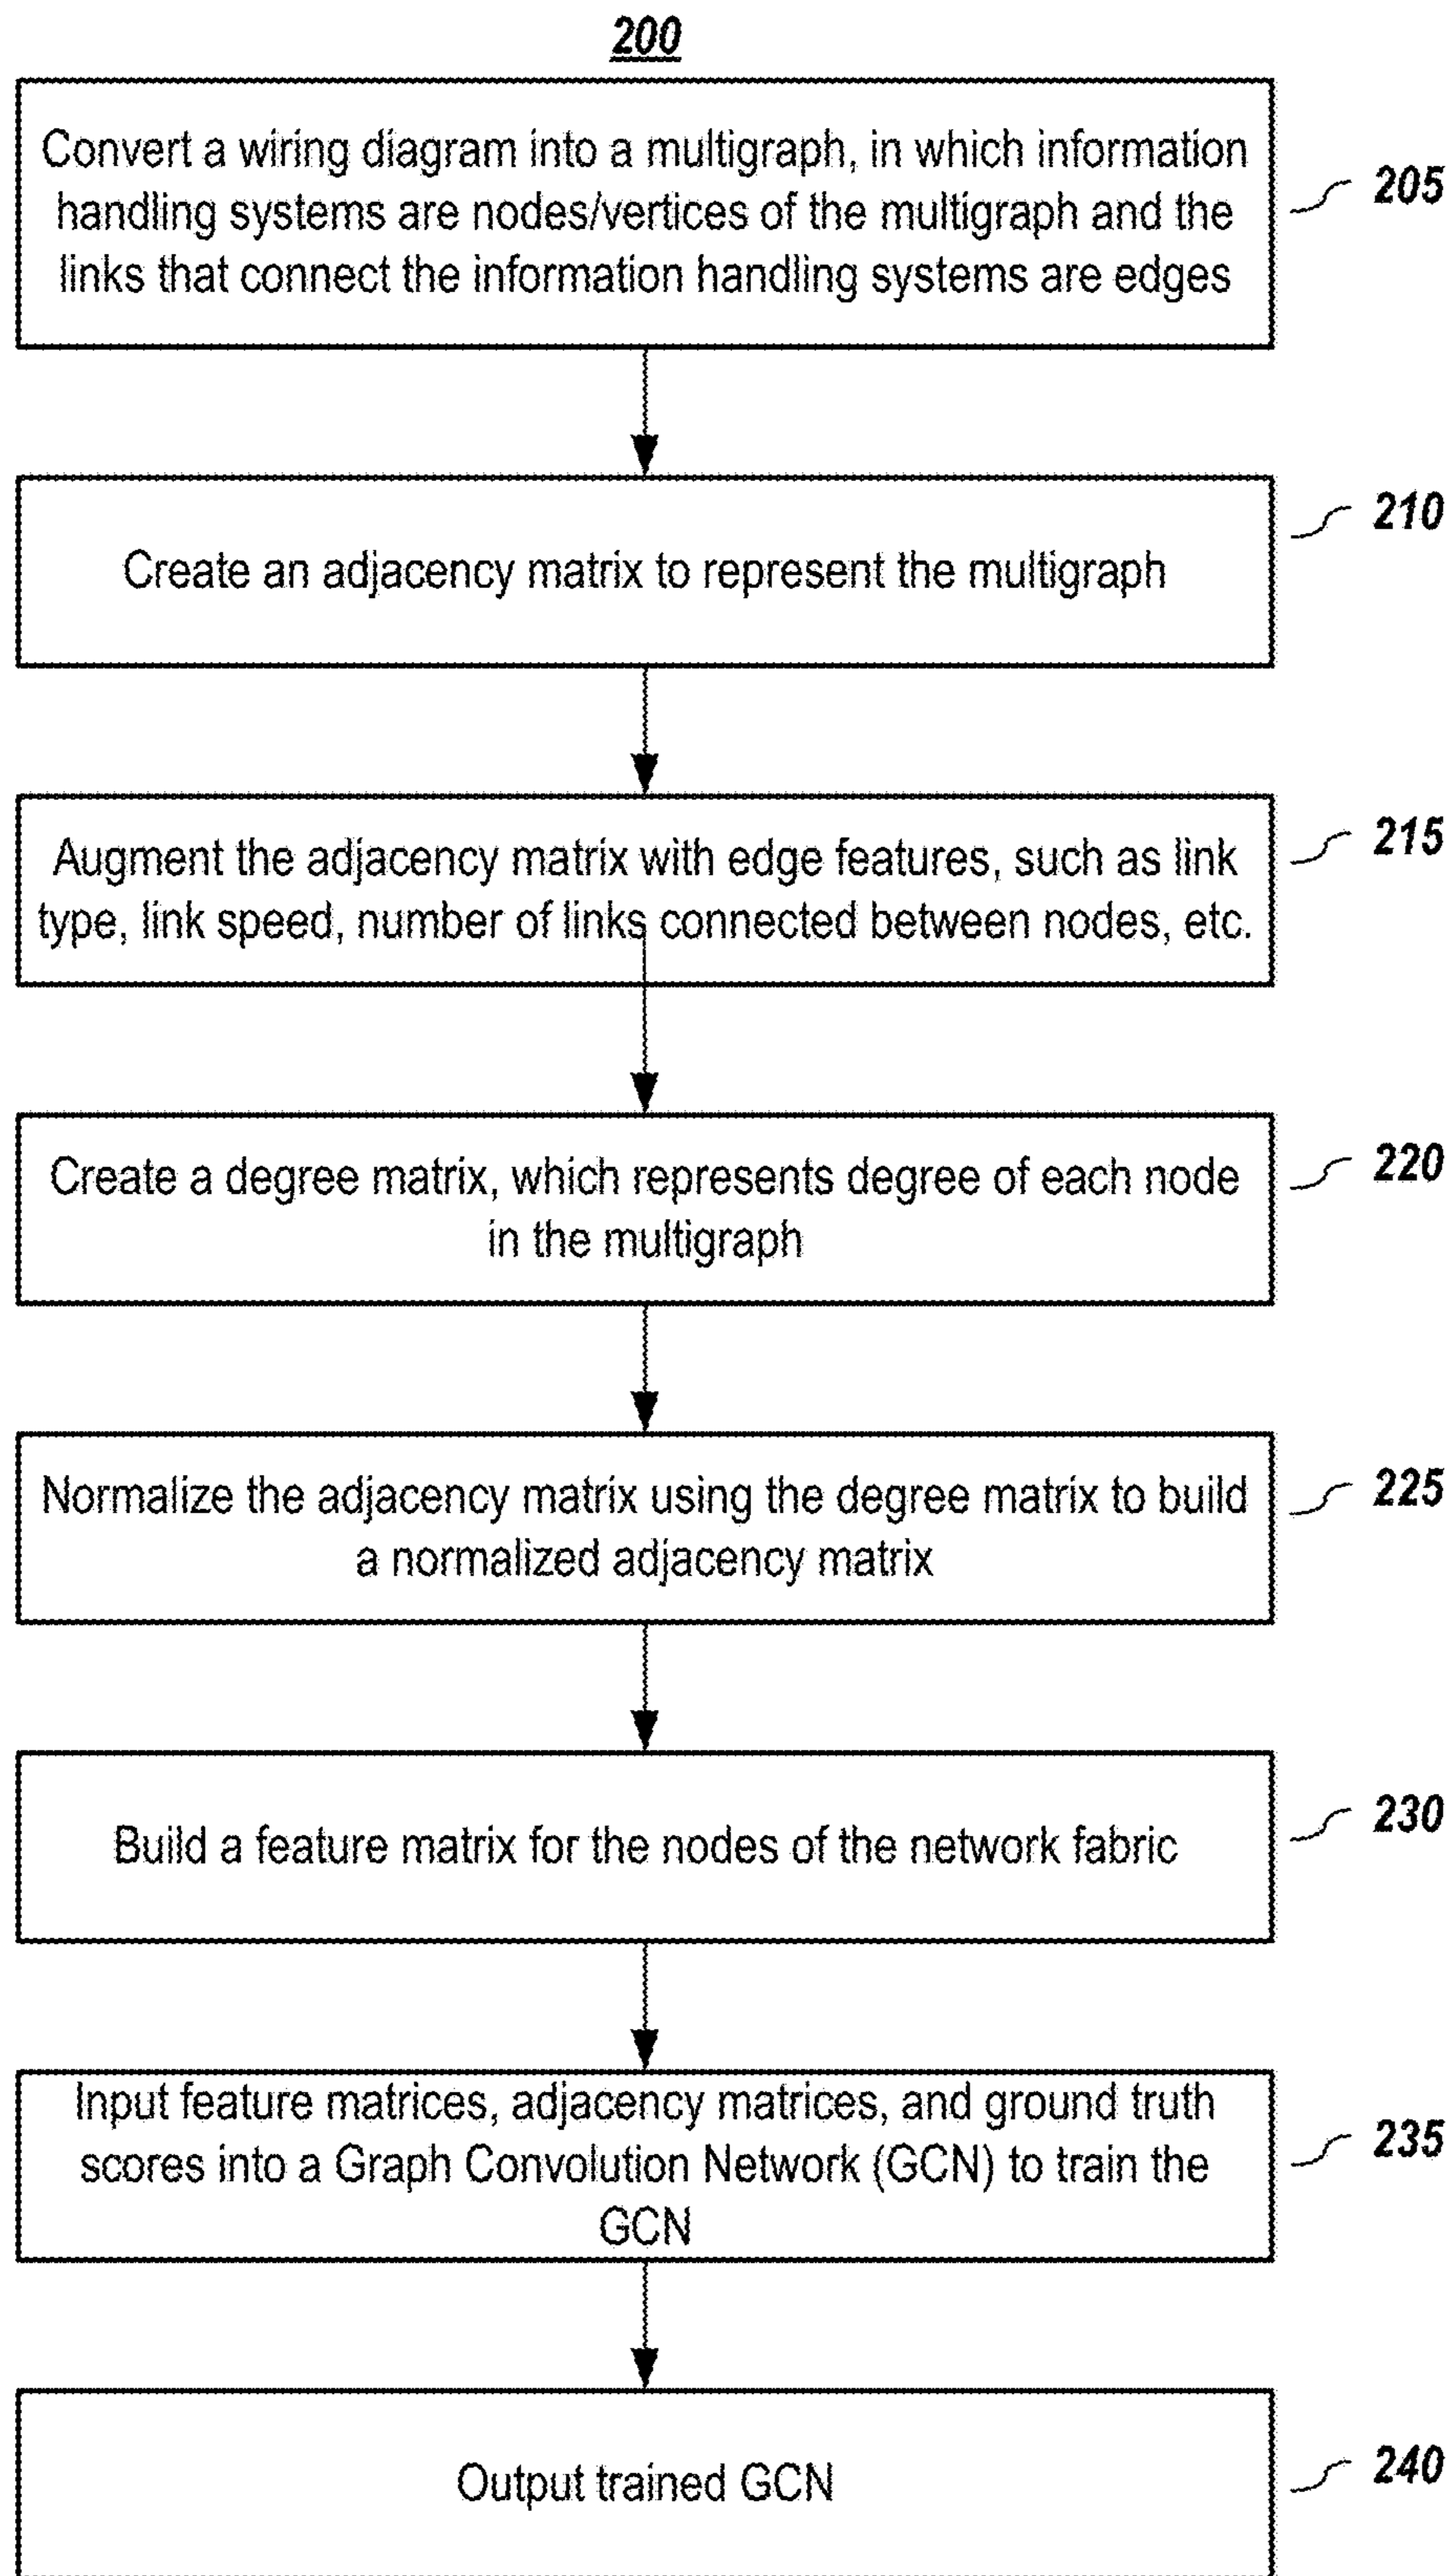 200
Convert a wiring diagram into a multigraph, in which information
handling systems are nodes/vertices of the multigraph and the
links that connect the information handling systems are edges
205
Create an adjacency matrix to represent the multigraph
210
Augment the adjacency matrix with edge features, such as link
type, link speed, number of links connected between nodes, etc.
215
Create a degree matrix, which represents degree of each node
in the multigraph
220
Normalize the adjacency matrix using the degree matrix to build
a normalized adjacency matrix
225
Build a feature matrix for the nodes of the network fabric
230
Input feature matrices, adjacency matrices, and ground truth
scores into a Graph Convolution Network (GCN) to train the
GCN
235
Output trained GCN
240